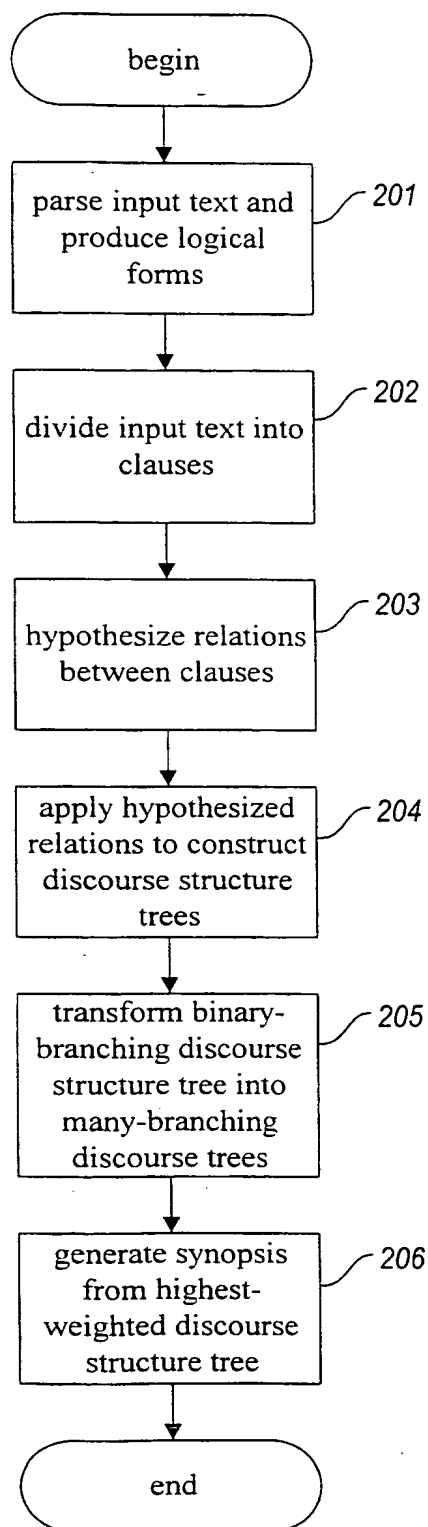 begin
parse input text and
produce logical
forms
201
divide input text into
clauses
202
hypothesize relations
between clauses
203
apply hypothesized
relations to construct
discourse structure
trees
204
transform binary-
branching discourse
structure tree into
many-branching
discourse trees
205
generate synopsis
from highest-
weighted discourse
structure tree
206
end